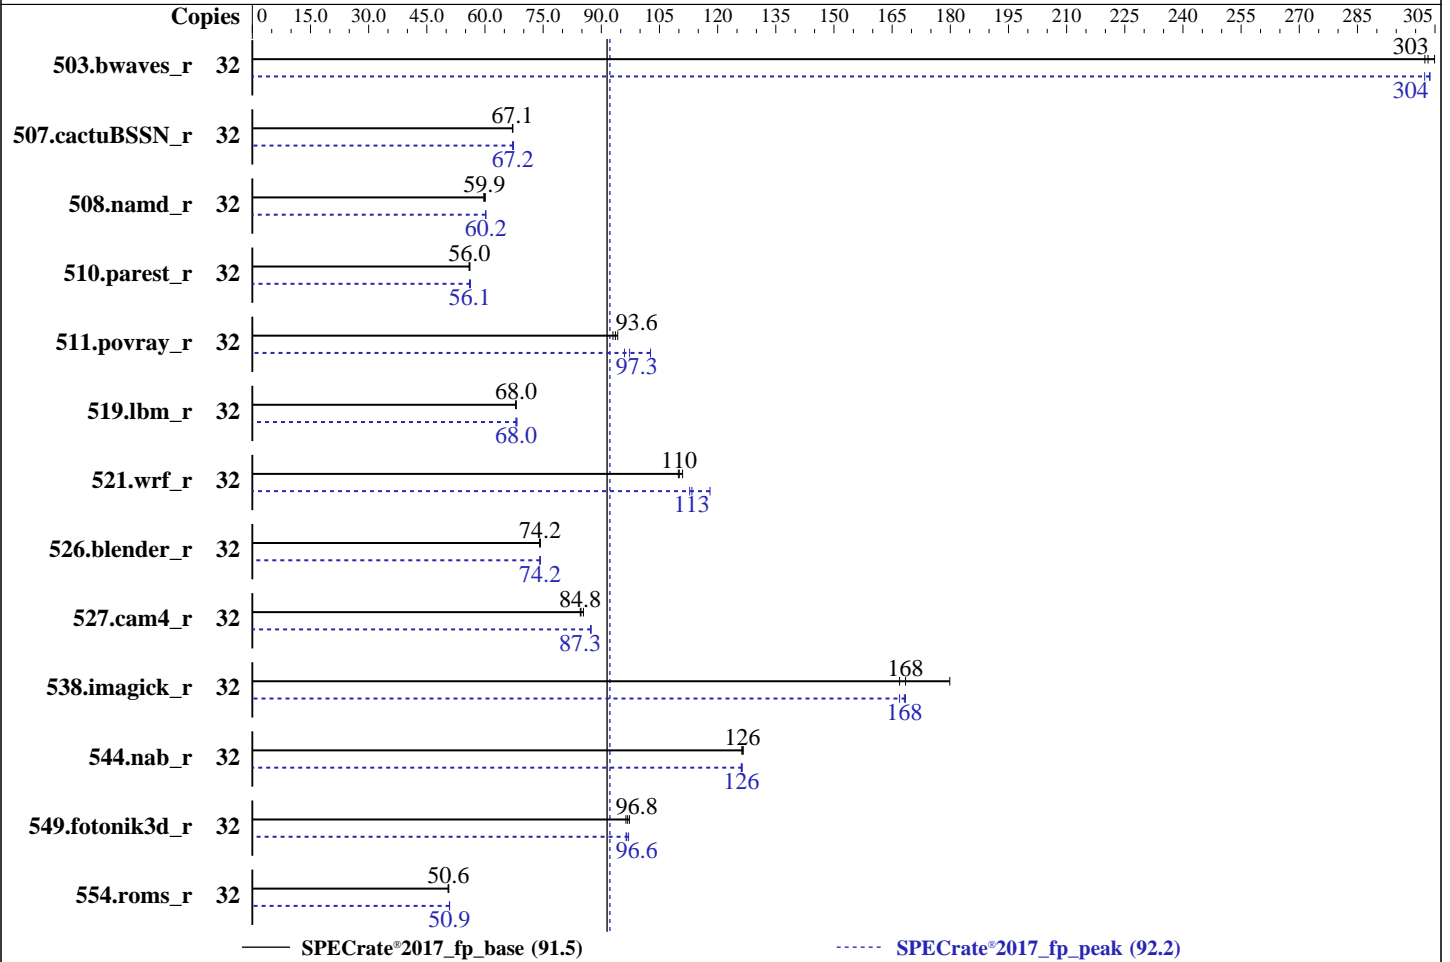 Copies 0 15.0 30.0 45.0 60.0 75.0 90.0 105 120 135 150 165 180 195 210 225 240 255 270 285 305
303
503.bwaves_r 32
304
67.1
507.cactuBSSN_r 32
67.2
59.9
508.namd_r 32
60.2
56.0
510.parest_r 32
56.1
93.6
511.povray_r 32
97.3
68.0
519.lbm_r 32
68.0
110
521.wrf_r 32
113
74.2
526.blender_r 32
74.2
84.8
527.cam4_r 32
87.3
168
538.imagick_r 32
168
126
544.nab_r 32
126
96.8
549.fotonik3d_r 32
96.6
50.6
554.roms_r 32
50.9
SPECrate®2017_fp_base (91.5) SPECrate®2017_fp_peak (92.2)